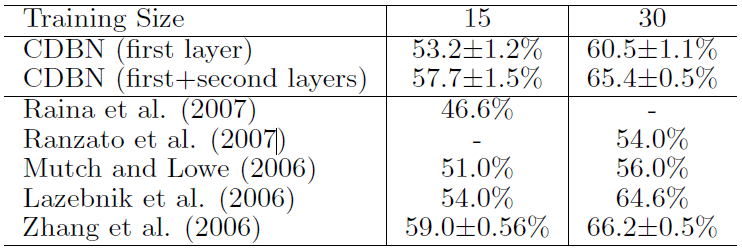 Training Size 15 30
CDBN (first layer) 53.2±1.2% 60.5±1.1%
CDBN (first+second layers) 57.7±1.5% 65.4±0.5%
Raina et al. (2007) 46.6% -
Ranzato et al. (2007) - 54.0%
Mutch and Lowe (2006) 51.0% 56.0%
Lazebnik et al. (2006) 54.0% 64.6%
Zhang et al. (2006) 59.0±0.56% 66.2±0.5%